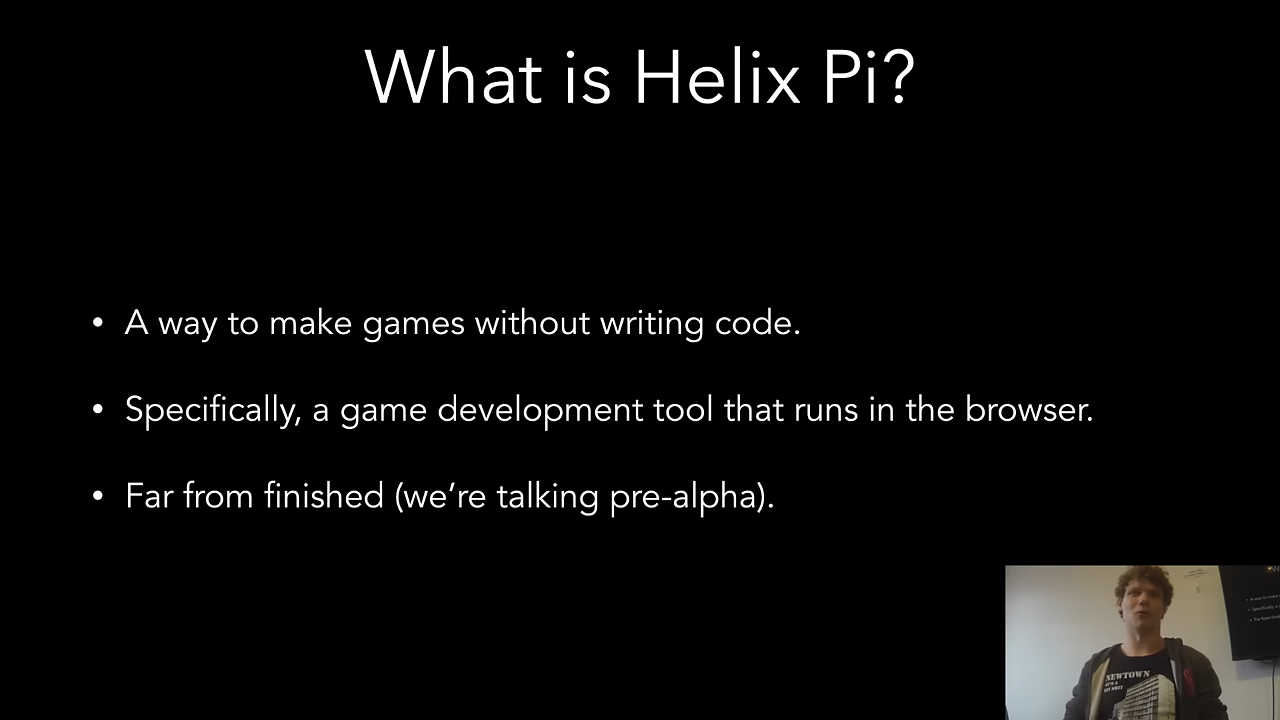 What is Helix Pi?
• A way to make games without writing code.
• Specifically, a game development tool that runs in the browser.
• Far from finished (we’re talking pre-alpha).
NEWTOWN
IT'S A